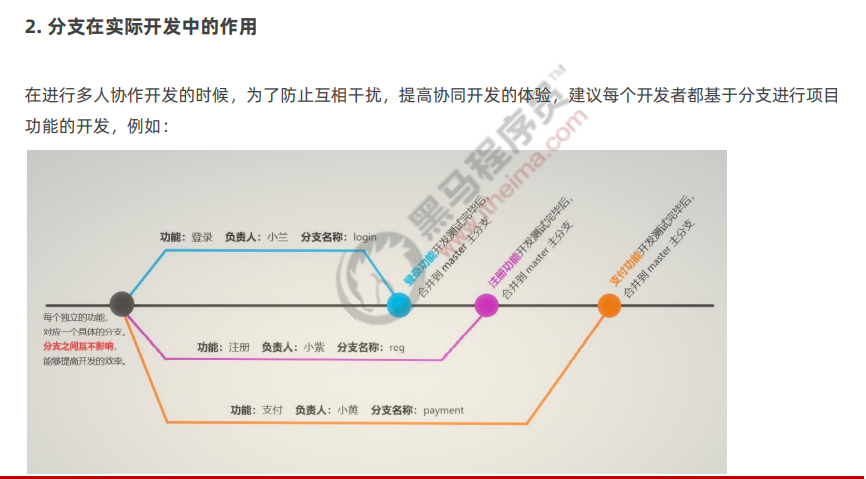 2. 分支在实际开发中的作用
在进行多人协作开发的时候，为了防止互相干扰，提高协同开发的体验，建议每个开发者都基于分支进行项目
功能的开发，例如：
黑马程序员™
www.itheima.com
功能：登录 负责人：小兰 分支名称：login
登录功能开发测试完毕后，
合并到 master 主分支
注册功能开发测试完毕后，
合并到 master 主分支
支付功能开发测试完毕后，
合并到 master 主分支
每个独立的功能，
对应一个具体的分支。
分支之间互不影响，
能够提高开发的效率。
功能：注册 负责人：小紫 分支名称：reg
功能：支付 负责人：小黄 分支名称：payment